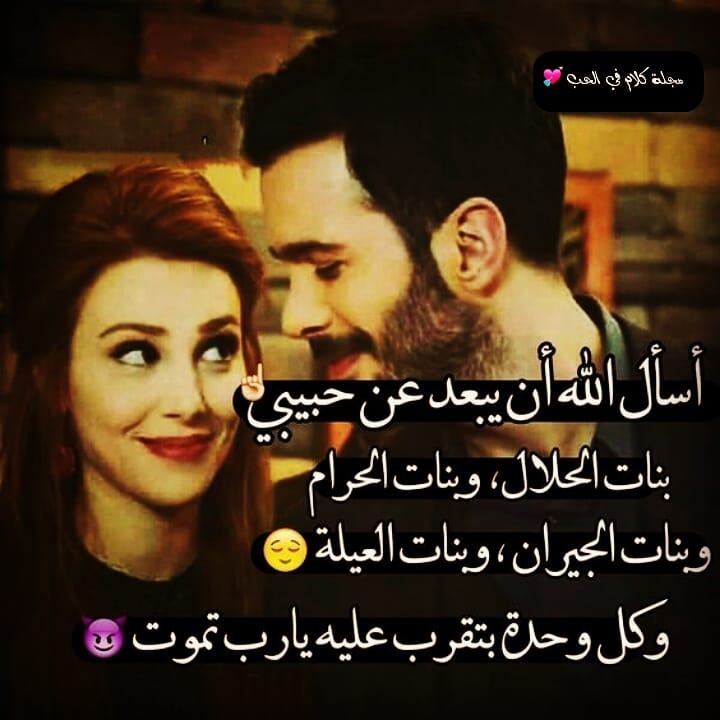 مجلة كلام في الحب 💘
أسأل الله أن يبعد عن حبيبي ☝🏻
بنات الحلال، وبنات الحرام
وبنات الجيران، وبنات العيلة 😌
وكل وحدة بتقرب عليه يارب تموت 😈